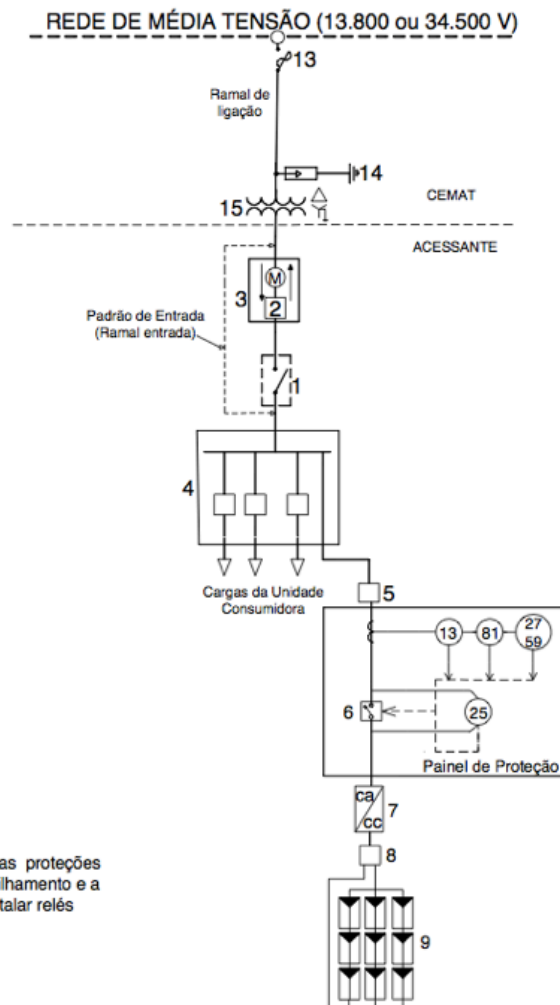 REDE DE MÉDIA TENSÃO (13.800 ou 34.500 V)
13
Ramal de
ligação
14
15
CEMAT
ACESSANTE
M
3
2
Padrão de Entrada
(Ramal entrada)
1
4
Cargas da Unidade
Consumidora
5
13
81
27
59
6
25
Painel de Proteção
ca
cc
7
8
as proteções
ilhamento e a
talar relés
9